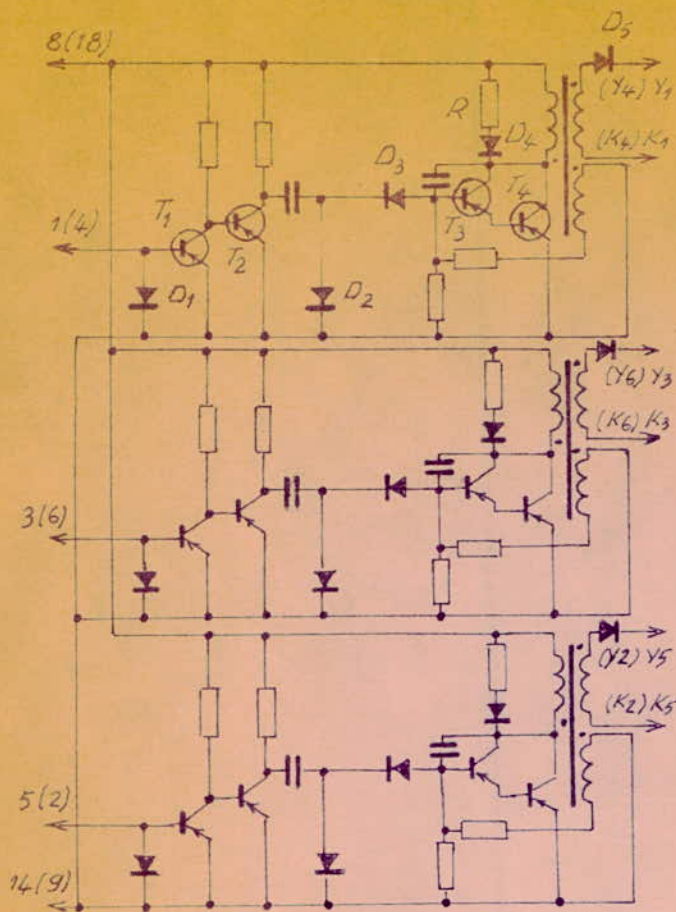 8(18)
D5
(Y4) Y1
R
D4
(K4) K1
D3
T1
T4
1(4)
T2
T3
D1
D2
(Y6) Y3
(K6) K3
3(6)
(Y2) Y5
(K2) K5
5(2)
14(9)